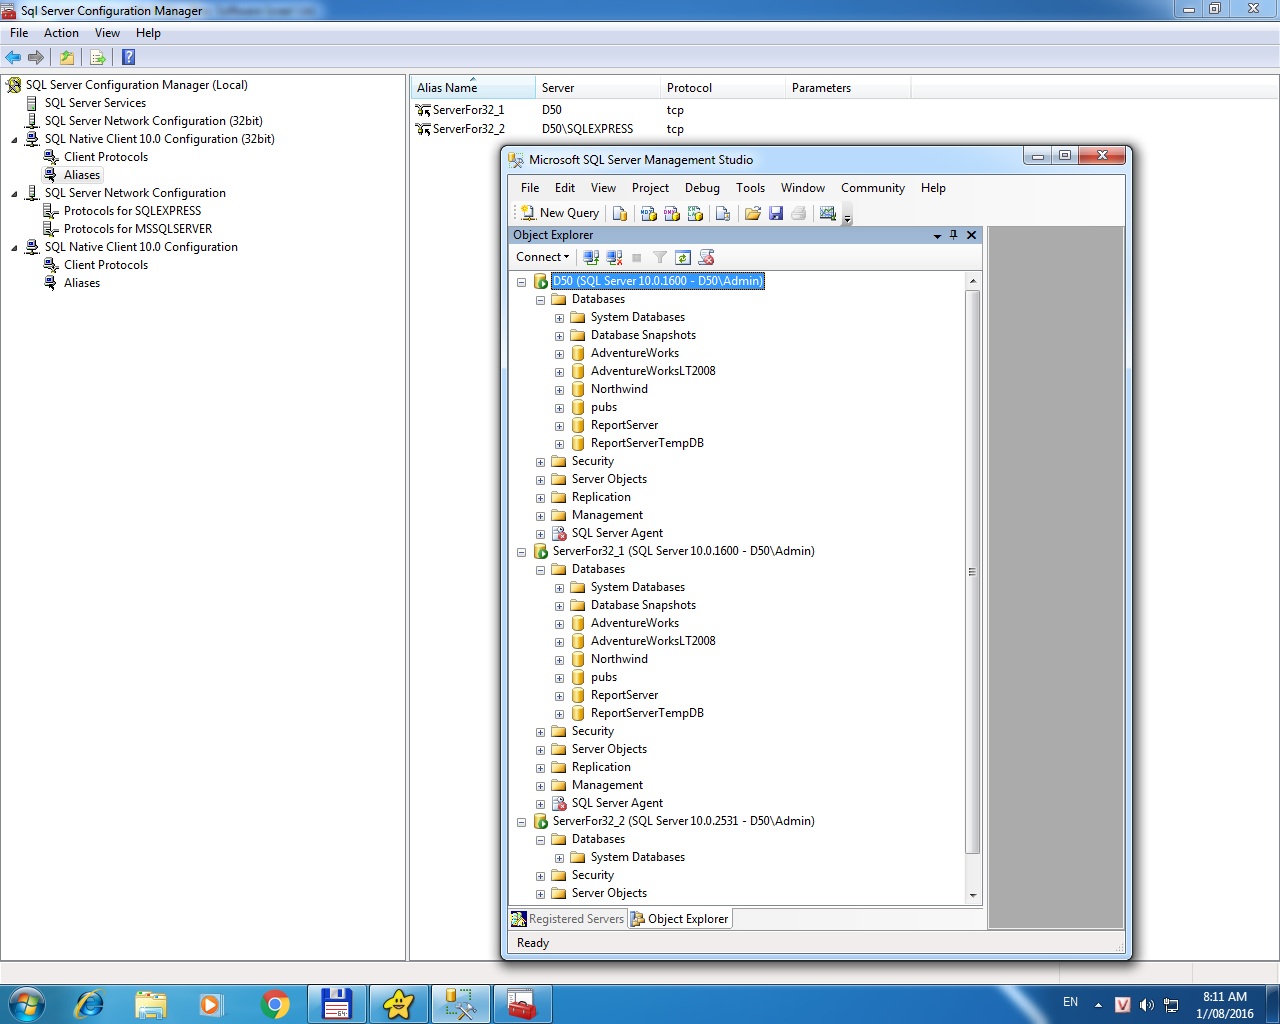 Sql Server Configuration Manager
File Action View Help
SQL Server Configuration Manager (Local)
SQL Server Services
SQL Server Network Configuration (32bit)
SQL Native Client 10.0 Configuration (32bit)
Client Protocols
Aliases
SQL Server Network Configuration
Protocols for SQLEXPRESS
Protocols for MSSQLSERVER
SQL Native Client 10.0 Configuration
Client Protocols
Aliases
Alias Name Server Protocol Parameters
ServerFor32_1 D50 tcp
ServerFor32_2 D50\SQLEXPRESS tcp
Microsoft SQL Server Management Studio
File Edit View Project Debug Tools Window Community Help
New Query
Object Explorer
Connect
D50 (SQL Server 10.0.1600 - D50\Admin)
Databases
System Databases
Database Snapshots
AdventureWorks
AdventureWorksLT2008
Northwind
pubs
ReportServer
ReportServerTempDB
Security
Server Objects
Replication
Management
SQL Server Agent
ServerFor32_1 (SQL Server 10.0.1600 - D50\Admin)
Databases
System Databases
Database Snapshots
AdventureWorks
AdventureWorksLT2008
Northwind
pubs
ReportServer
ReportServerTempDB
Security
Server Objects
Replication
Management
SQL Server Agent
ServerFor32_2 (SQL Server 10.0.2531 - D50\Admin)
Databases
System Databases
Security
Server Objects
Registered Servers Object Explorer
Ready
64
EN
V
8:11 AM
1//08/2016